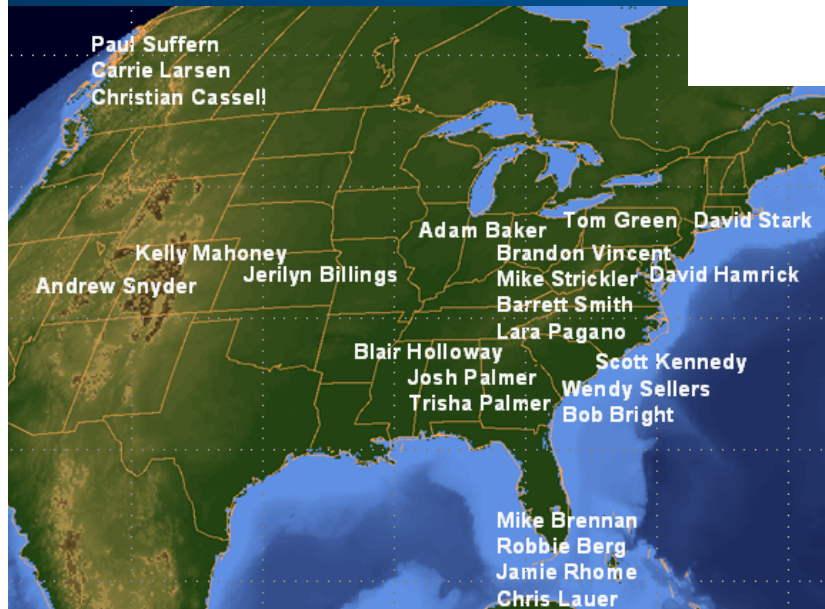 Paul Suffern
Carrie Larsen
Christian Cassell
Adam Baker
Tom Green
David Stark
Kelly Mahoney
Brandon Vincent
Andrew Snyder
Jerilyn Billings
Mike Strickler
David Hamrick
Barrett Smith
Lara Pagano
Blair Holloway
Scott Kennedy
Josh Palmer
Wendy Sellers
Trisha Palmer
Bob Bright
Mike Brennan
Robbie Berg
Jamie Rhome
Chris Lauer